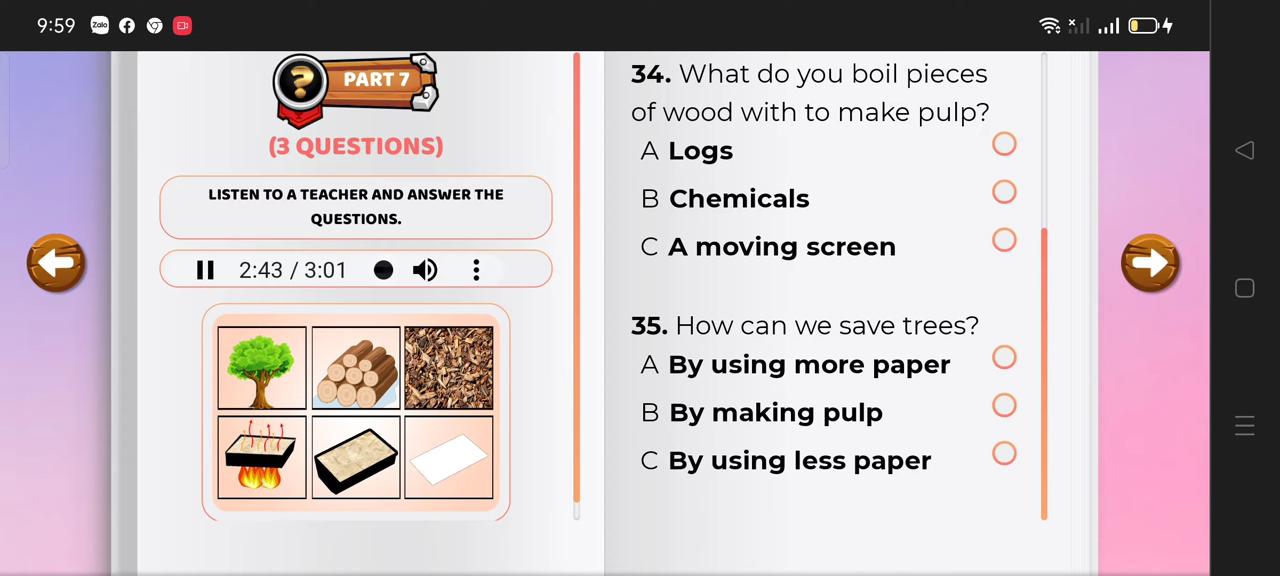 9:59
Zalo
PART 7
(3 QUESTIONS)
LISTEN TO A TEACHER AND ANSWER THE
QUESTIONS.
2:43 / 3:01
34. What do you boil pieces
of wood with to make pulp?
A Logs
B Chemicals
C A moving screen
35. How can we save trees?
A By using more paper
B By making pulp
C By using less paper